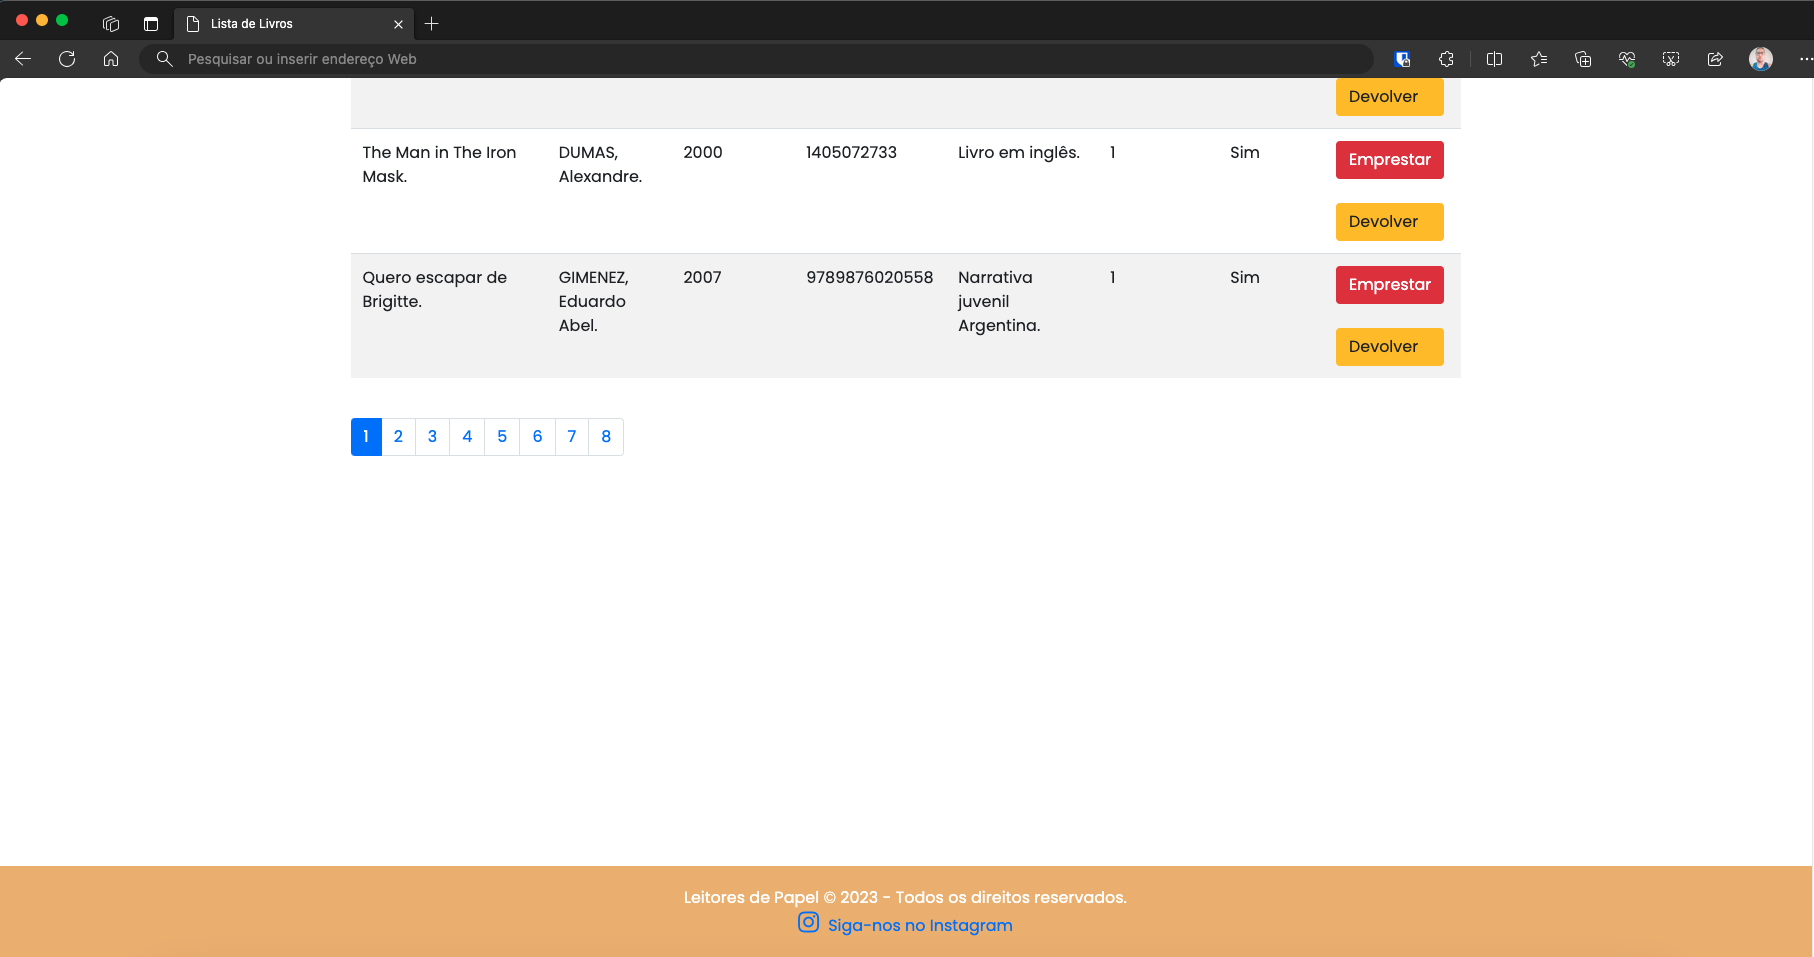 Lista de Livros
Pesquisar ou inserir endereço Web
Devolver
The Man in The Iron Mask.
DUMAS, Alexandre.
2000
1405072733
Livro em inglês.
1
Sim
Emprestar
Devolver
Quero escapar de Brigitte.
GIMENEZ, Eduardo Abel.
2007
9789876020558
Narrativa juvenil Argentina.
1
Sim
Emprestar
Devolver
1 2 3 4 5 6 7 8
Leitores de Papel © 2023 - Todos os direitos reservados.
Siga-nos no Instagram